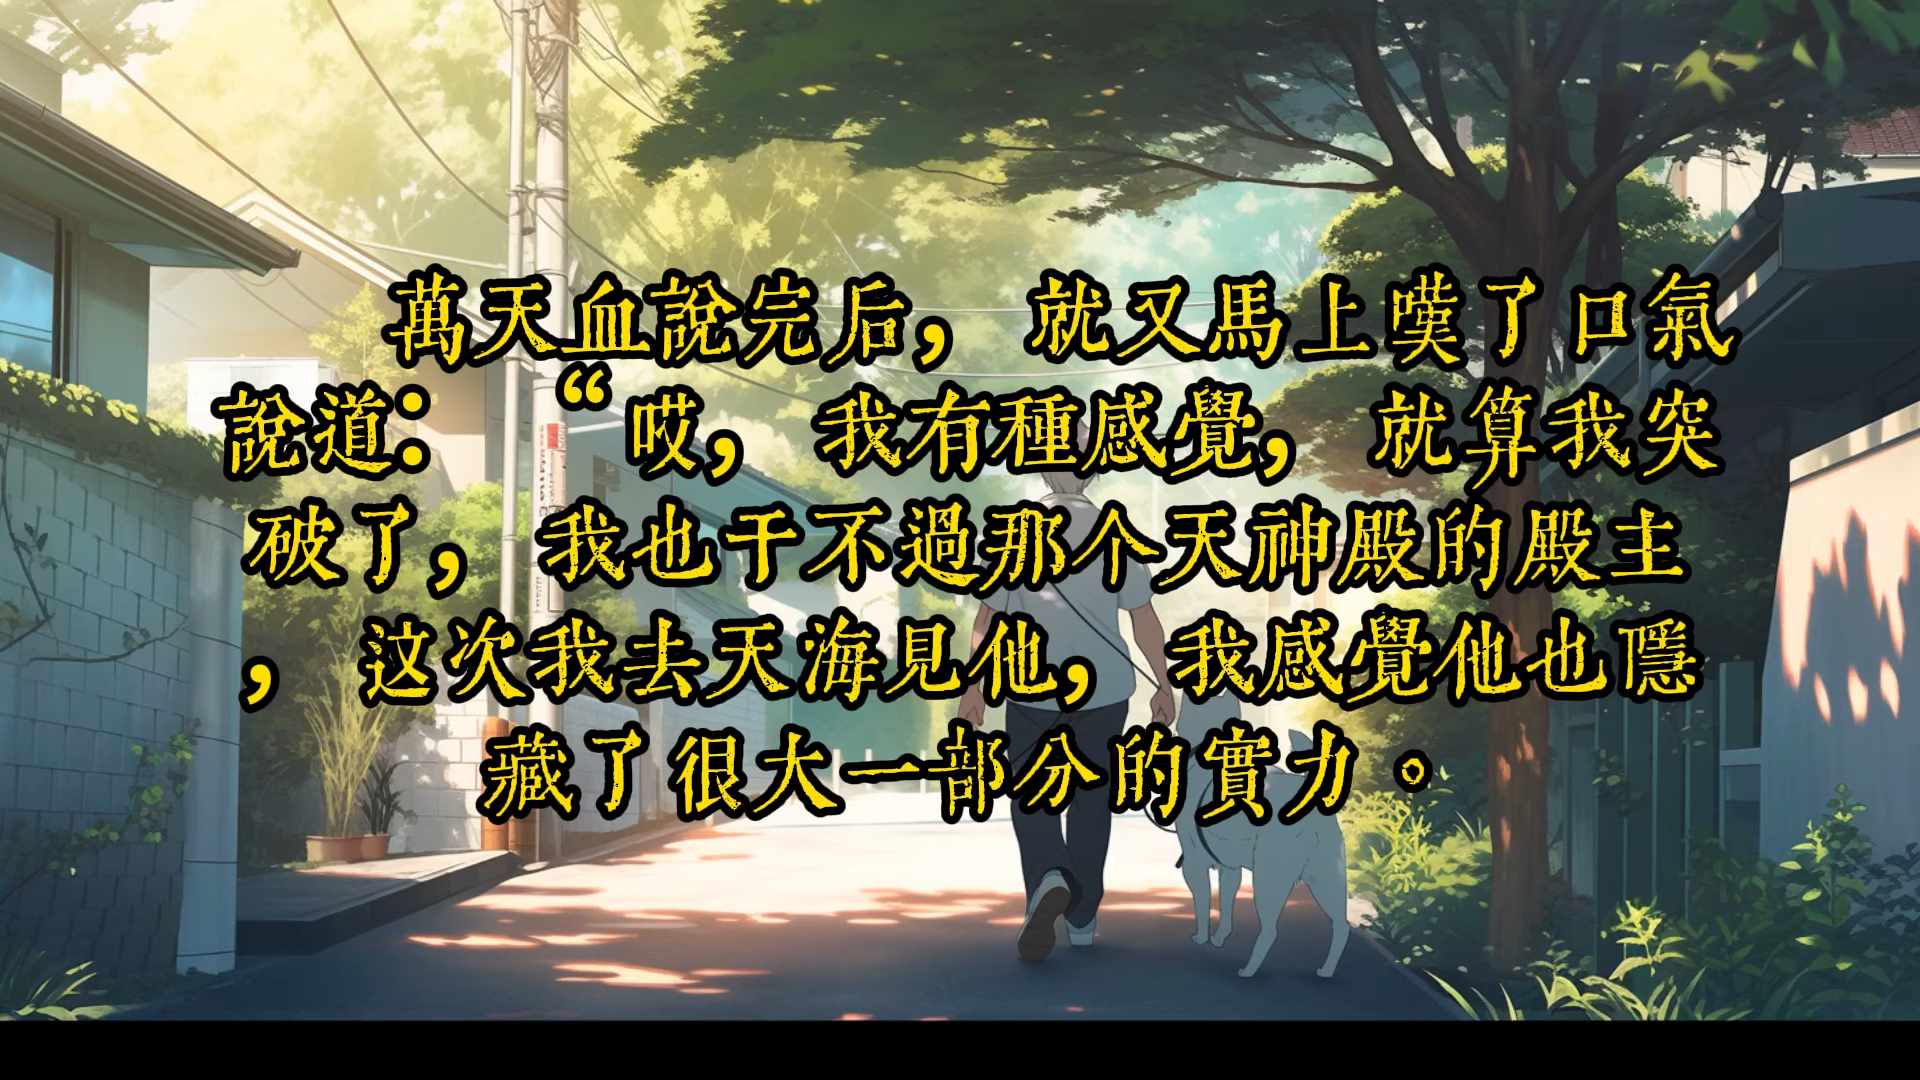 萬天血說完后，就又馬上嘆了口氣
說道：“哎，我有種感覺，就算我突
破了，我也于不過那个天神殿的殿主
，这次我去天海見他，我感覺他也隱
藏了很大一部分的實力。